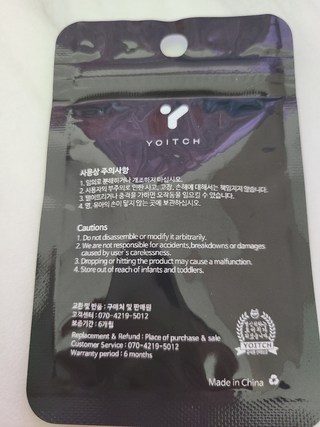 YOITCH
사용상 주의사항
1. 임의로 분해하거나 개조하지 마십시오.
2. 사용자의 부주의로 인한 사고, 고장, 손해에 대해서는 책임지지 않습니다.
3. 떨어뜨리거나 충격을 가하면 오작동을 일으킬 수 있습니다.
4. 영, 유아의 손이 닿지 않는 곳에 보관하십시오.
Cautions
1. Do not disassemble or modify it arbitrarily.
2. We are not responsible for accidents,breakdowns or damages
caused by user`s carelessness.
3. Dropping or hitting the product may cause a malfunction.
4. Store out of reach of infants and toddlers.
교환 및 반품 : 구매처 및 판매원
고객센터 : 070-4219-5012
보증기간 : 6개월
Replacement & Refund : Place of purchase & sale
Customer Service : 070-4219-5012
Warranty period : 6 months
YOITCH
Made in China